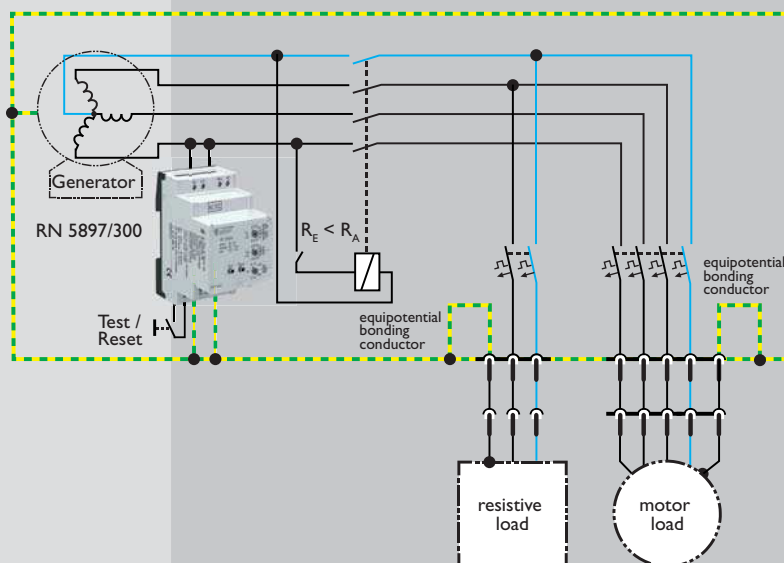 Generator
RN 5897/300
R_E < R_A
equipotential
bonding
conductor
Test /
Reset
equipotential
bonding
conductor
resistive
load
motor
load